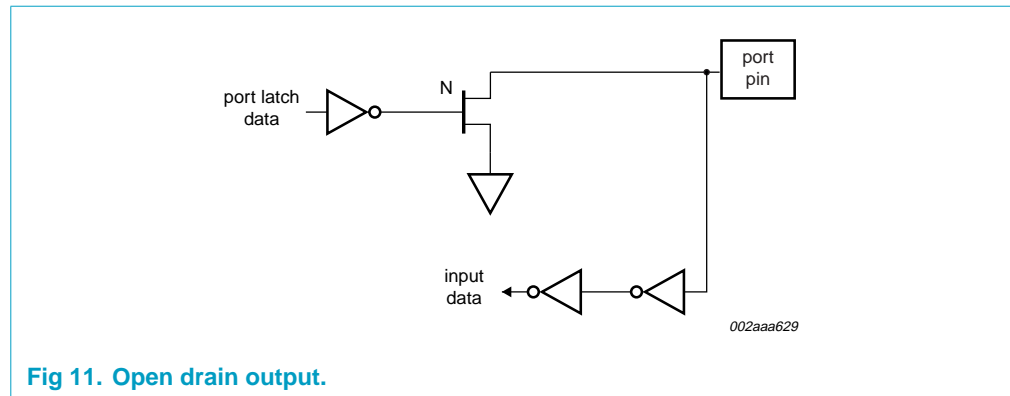 port
pin
N
port latch
data
input
data
002aaa629
Fig 11. Open drain output.